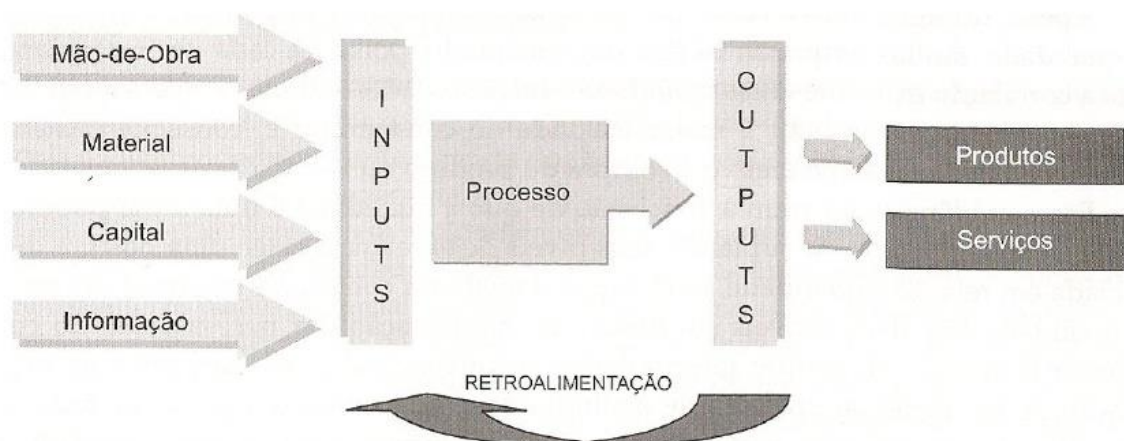 Mão-de-Obra
Material
Capital
Informação
INPUTS
Processo
OUTPUTS
Produtos
Serviços
RETROALIMENTAÇÃO